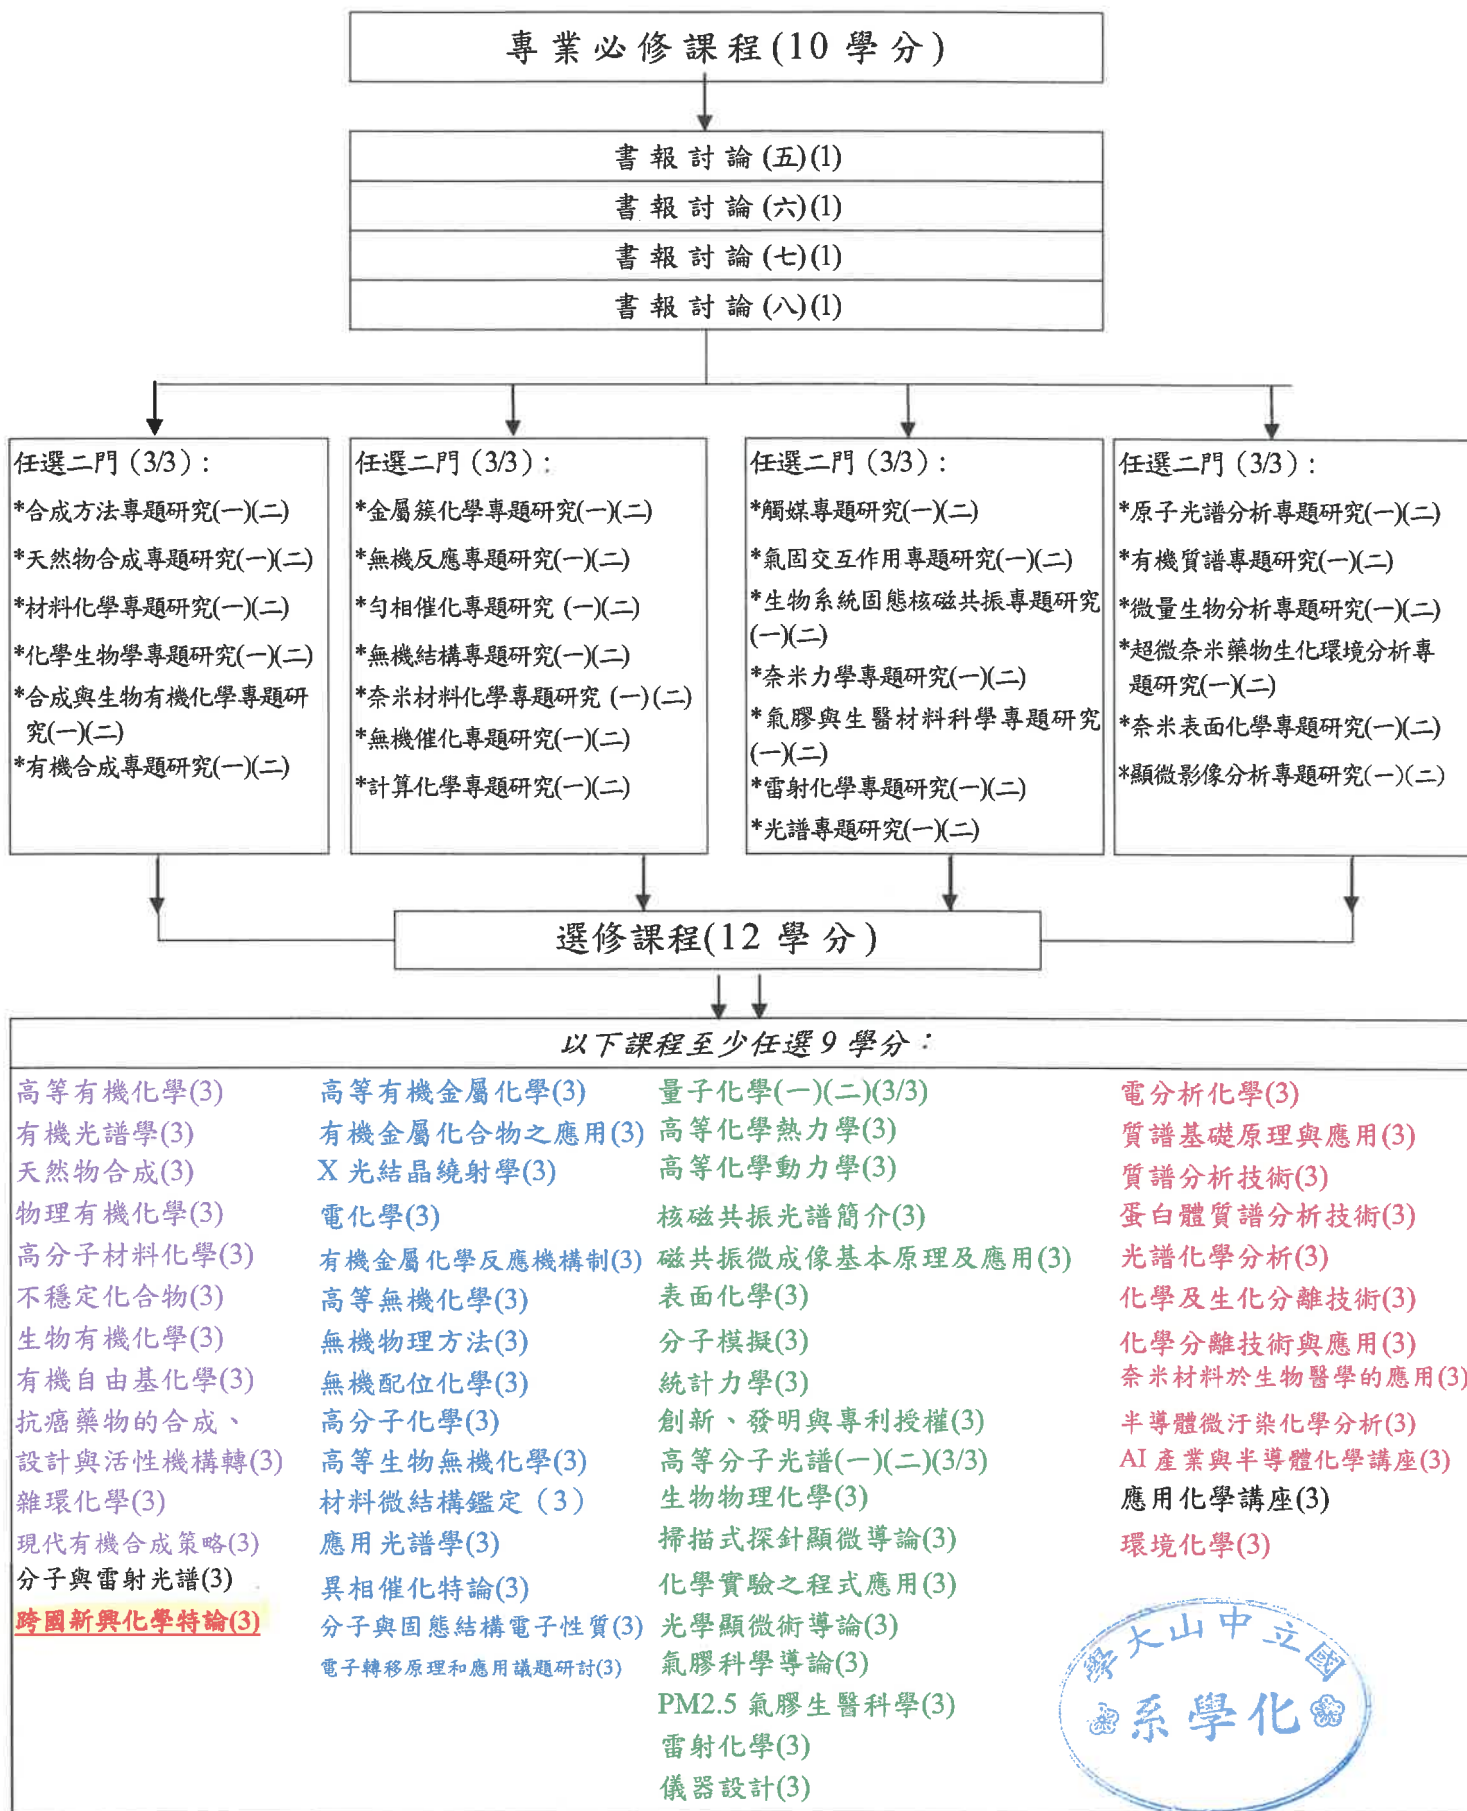 專業必修課程(10 學分)
書報討論(五)(1)
書報討論(六)(1)
書報討論(七)(1)
書報討論(八)(1)
任選二門（3/3）:
*合成方法專題研究(一)(二)
*天然物合成專題研究(一)(二)
*材料化學專題研究(一)(二)
*化學生物學專題研究(一)(二)
*合成與生物有機化學專題研
究(一)(二)
*有機合成專題研究(一)(二)
任選二門（3/3）:
*金屬簇化學專題研究(一)(二)
*無機反應專題研究(一)(二)
*勻相催化專題研究 (一)(二)
*無機結構專題研究(一)(二)
*奈米材料化學專題研究 (一)(二)
*無機催化專題研究(一)(二)
*計算化學專題研究(一)(二)
任選二門（3/3）:
*觸媒專題研究(一)(二)
*氣固交互作用專題研究(一)(二)
*生物系統固態核磁共振專題研究
(一)(二)
*奈米力學專題研究(一)(二)
*氣膠與生醫材料科學專題研究
(一)(二)
*雷射化學專題研究(一)(二)
*光譜專題研究(一)(二)
任選二門（3/3）:
*原子光譜分析專題研究(一)(二)
*有機質譜專題研究(一)(二)
*微量生物分析專題研究(一)(二)
*超微奈米藥物生化環境分析專
題研究(一)(二)
*奈米表面化學專題研究(一)(二)
*顯微影像分析專題研究(一)(二)
選修課程(12 學分)
以下課程至少任選 9 學分：
高等有機化學(3)
有機光譜學(3)
天然物合成(3)
物理有機化學(3)
高分子材料化學(3)
不穩定化合物(3)
生物有機化學(3)
有機自由基化學(3)
抗癌藥物的合成、
設計與活性機構轉(3)
雜環化學(3)
現代有機合成策略(3)
分子與雷射光譜(3)
跨國新興化學特論(3)
高等有機金屬化學(3)
有機金屬化合物之應用(3)
X 光結晶繞射學(3)
電化學(3)
有機金屬化學反應機構制(3)
高等無機化學(3)
無機物理方法(3)
無機配位化學(3)
高分子化學(3)
高等生物無機化學(3)
材料微結構鑑定（3）
應用光譜學(3)
異相催化特論(3)
分子與固態結構電子性質(3)
電子轉移原理和應用議題研討(3)
量子化學(一)(二)(3/3)
高等化學熱力學(3)
高等化學動力學(3)
核磁共振光譜簡介(3)
磁共振微成像基本原理及應用(3)
表面化學(3)
分子模擬(3)
統計力學(3)
創新、發明與專利授權(3)
高等分子光譜(一)(二)(3/3)
生物物理化學(3)
掃描式探針顯微導論(3)
化學實驗之程式應用(3)
光學顯微術導論(3)
氣膠科學導論(3)
PM2.5 氣膠生醫科學(3)
雷射化學(3)
儀器設計(3)
電分析化學(3)
質譜基礎原理與應用(3)
質譜分析技術(3)
蛋白體質譜分析技術(3)
光譜化學分析(3)
化學及生化分離技術(3)
化學分離技術與應用(3)
奈米材料於生物醫學的應用(3)
半導體微汙染化學分析(3)
AI 產業與半導體化學講座(3)
應用化學講座(3)
環境化學(3)
學大山中立國
系學化